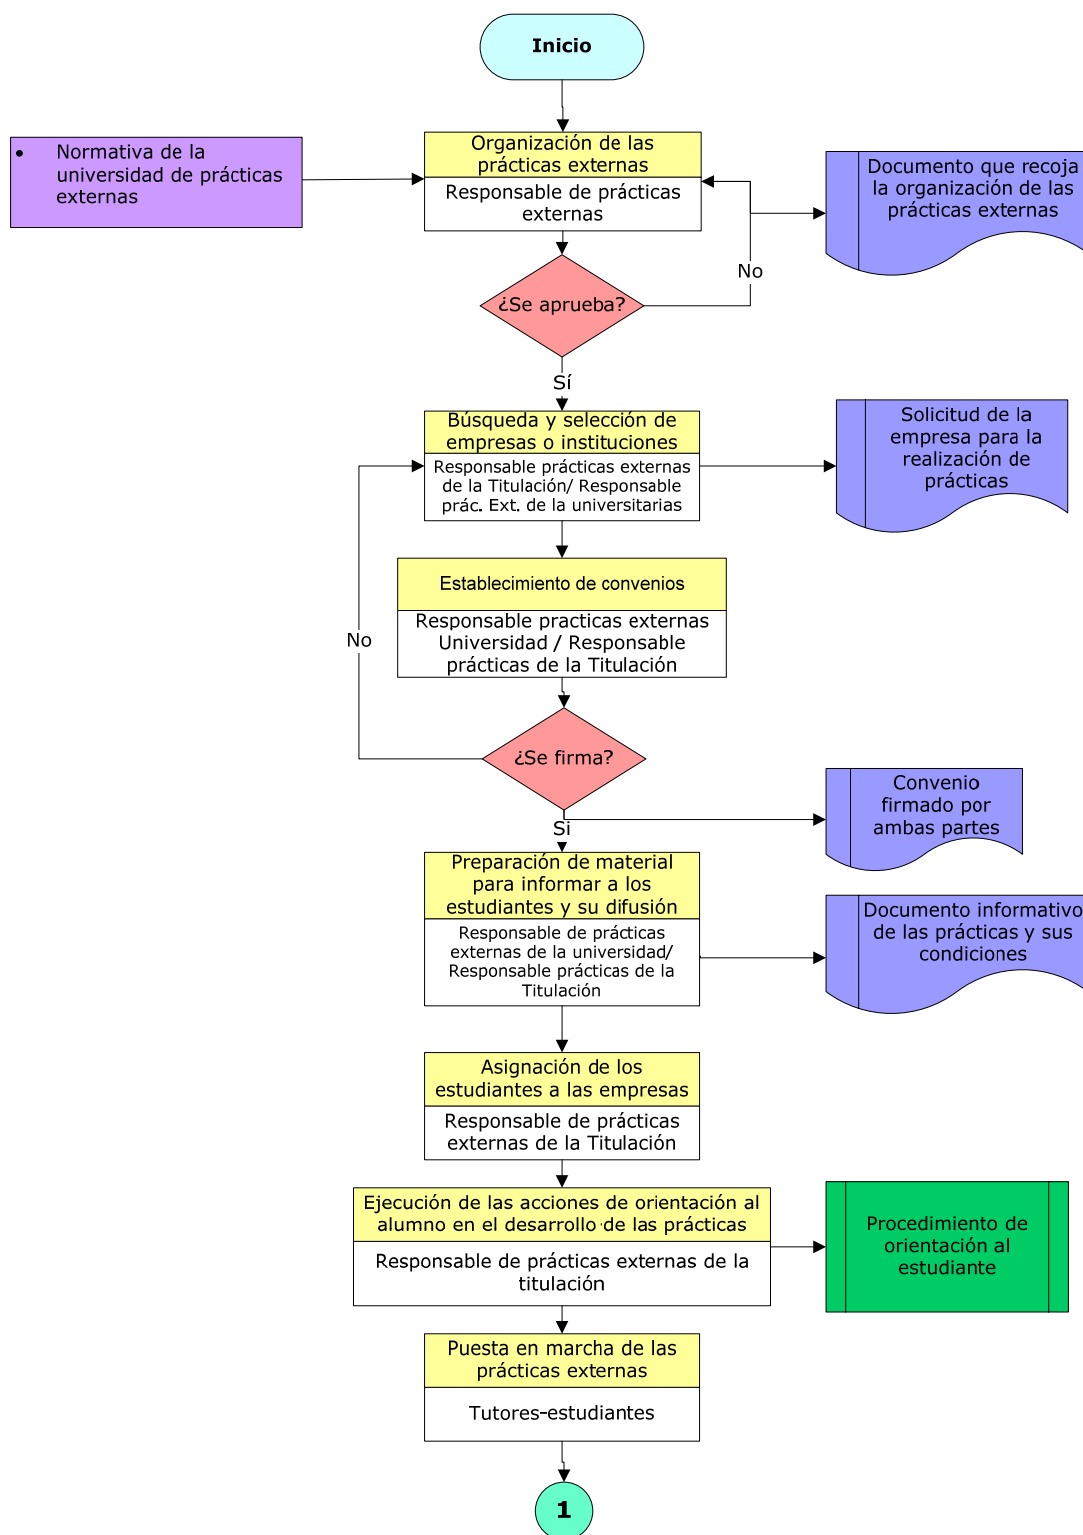 Inicio
• Normativa de la
universidad de prácticas
externas
Organización de las
prácticas externas
Responsable de prácticas
externas
Documento que recoja
la organización de las
prácticas externas
No
¿Se aprueba?
Sí
Búsqueda y selección de
empresas o instituciones
Responsable prácticas externas
de la Titulación/ Responsable
prác. Ext. de la universitarias
Solicitud de la
empresa para la
realización de
prácticas
Establecimiento de convenios
Responsable practicas externas
Universidad / Responsable
prácticas de la Titulación
No
¿Se firma?
Convenio
firmado por
ambas partes
Si
Preparación de material
para informar a los
estudiantes y su difusión
Responsable de prácticas
externas de la universidad/
Responsable prácticas de la
Titulación
Documento informativo
de las prácticas y sus
condiciones
Asignación de los
estudiantes a las empresas
Responsable de prácticas
externas de la Titulación
Ejecución de las acciones de orientación al
alumno en el desarrollo de las prácticas
Responsable de prácticas externas de la
titulación
Procedimiento de
orientación al
estudiante
Puesta en marcha de las
prácticas externas
Tutores-estudiantes
1